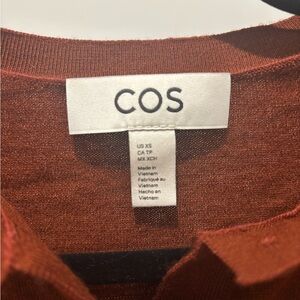 COS
US XS
CA TP
MX XCH
Made in
Vietnam
Fabriqué au
Vietnam
Hecho en
Vietnam